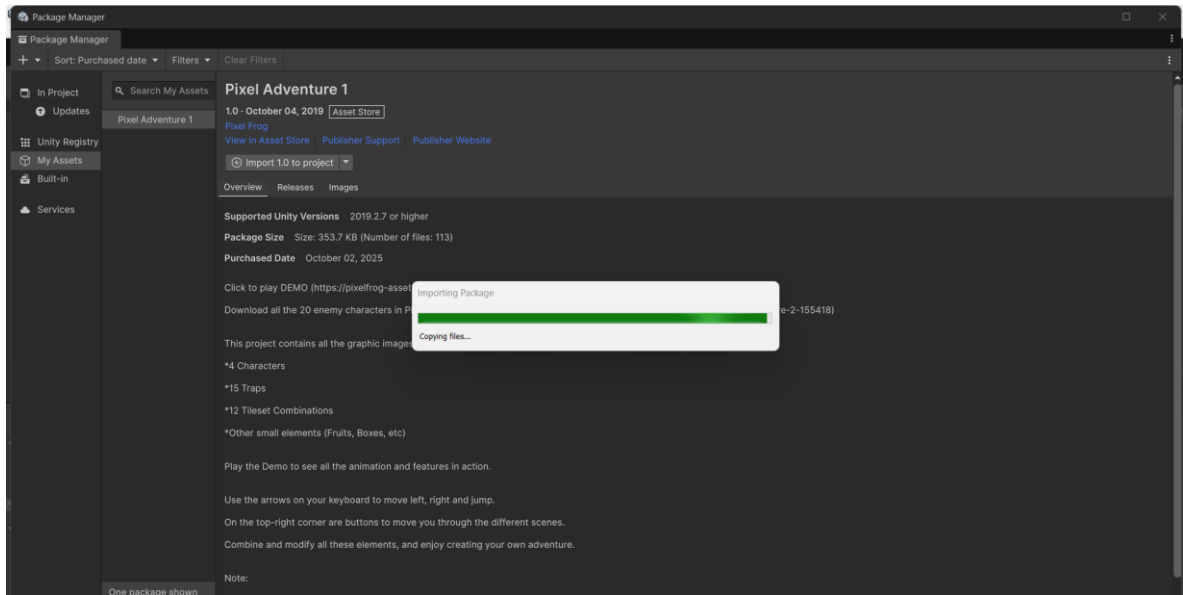 Package Manager
Package Manager
+ Sort: Purchased date Filters Clear Filters
In Project
Updates
Unity Registry
My Assets
Built-in
Services
Search My Assets
Pixel Adventure 1
One package shown
Pixel Adventure 1
1.0 · October 04, 2019 Asset Store
Pixel Frog
View in Asset Store Publisher Support Publisher Website
Import 1.0 to project
Overview Releases Images
Supported Unity Versions 2019.2.7 or higher
Package Size Size: 353.7 KB (Number of files: 113)
Purchased Date October 02, 2025
Click to play DEMO (https://pixelfrog-asset
Download all the 20 enemy characters in P e-2-155418)
This project contains all the graphic images
*4 Characters
*15 Traps
*12 Tileset Combinations
*Other small elements (Fruits, Boxes, etc)
Play the Demo to see all the animation and features in action.
Use the arrows on your keyboard to move left, right and jump.
On the top-right corner are buttons to move you through the different scenes.
Combine and modify all these elements, and enjoy creating your own adventure.
Note:
Importing Package
Copying files...